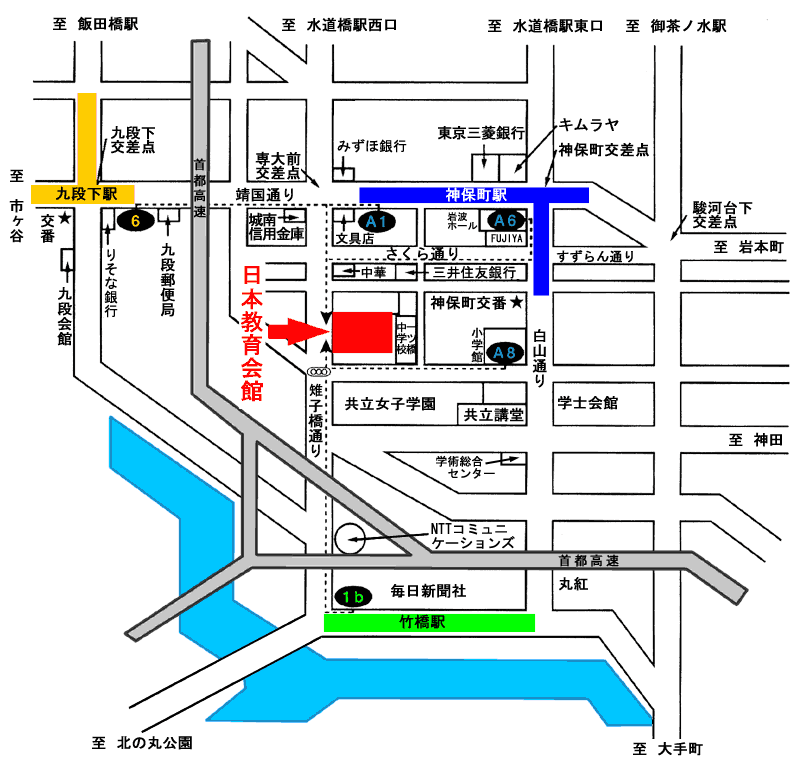 至 飯田橋駅
至 水道橋駅西口
至 水道橋駅東口
至 御茶ノ水駅
九段下
交差点
首都高速
専大前
交差点
みずほ銀行
東京三菱銀行
キムラヤ
神保町交差点
至 市ヶ谷
九段下駅
靖国通り
神保町駅
駿河台下
交差点
交番★
6
城南
信用金庫
A1
文具店
岩波
ホール
A6
FUJIYA
りそな銀行
九段郵便局
九段会館
さくら通り
すずらん通り
至 岩本町
中華
三井住友銀行
日本教育会館
神保町交番★
一ツ橋
中学校
小学館
A8
白山通り
雉子橋通り
共立女子学園
共立講堂
学士会館
至 神田
学術総合
センター
NTTコミュニ
ケーションズ
首都高速
1b
毎日新聞社
丸紅
竹橋駅
至 北の丸公園
至 大手町